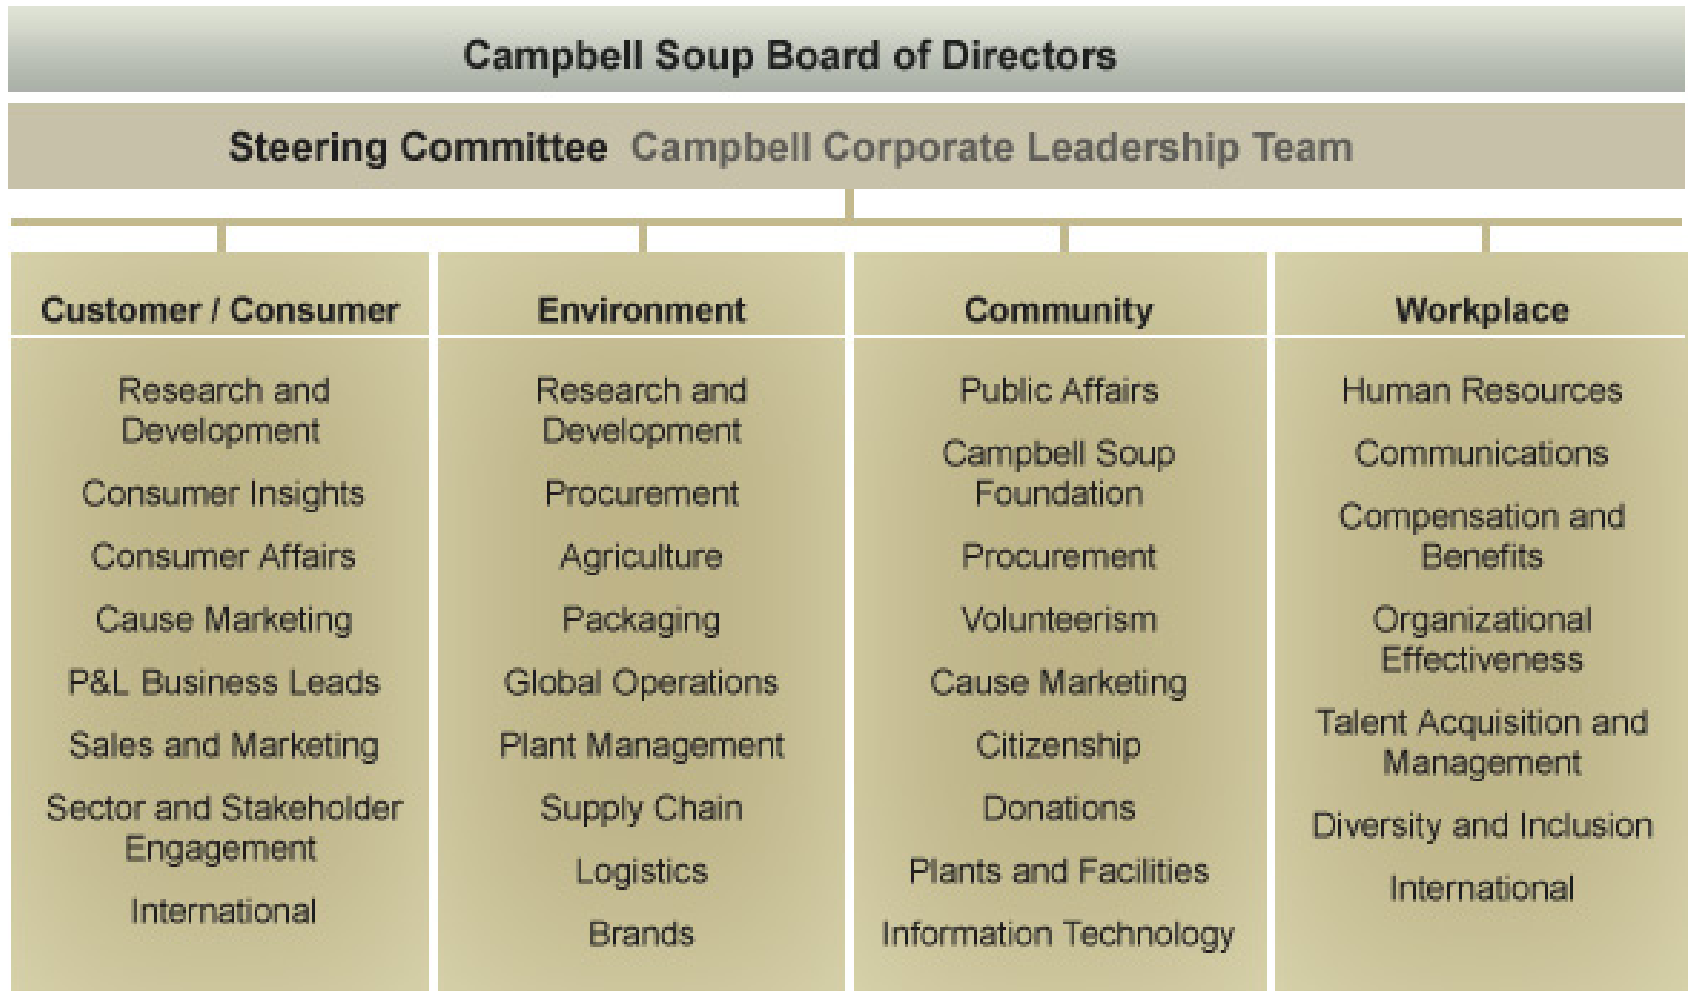 Campbell Soup Board of Directors
Steering Committee Campbell Corporate Leadership Team
Customer / Consumer
Research and
Development
Consumer Insights
Consumer Affairs
Cause Marketing
P&L Business Leads
Sales and Marketing
Sector and Stakeholder
Engagement
International
Environment
Research and
Development
Procurement
Agriculture
Packaging
Global Operations
Plant Management
Supply Chain
Logistics
Brands
Community
Public Affairs
Campbell Soup
Foundation
Procurement
Volunteerism
Cause Marketing
Citizenship
Donations
Plants and Facilities
Information Technology
Workplace
Human Resources
Communications
Compensation and
Benefits
Organizational
Effectiveness
Talent Acquisition and
Management
Diversity and Inclusion
International